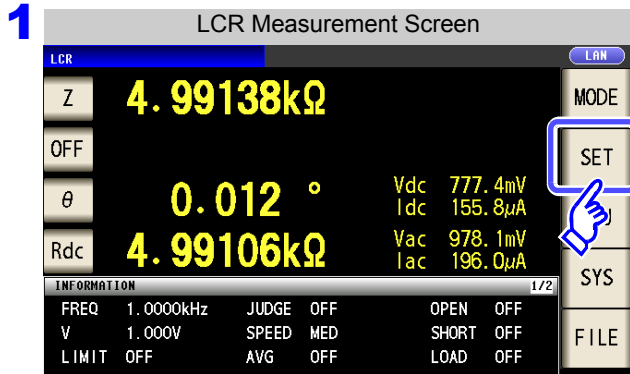 1
LCR Measurement Screen
LCR
LAN
Z 4.99138kΩ
MODE
OFF
SET
θ 0.012 °
Vdc 777.4mV
Idc 155.8μA
Rdc 4.99106kΩ
Vac 978.1mV
Iac 196.0μA
SYS
INFORMATION 1/2
FREQ 1.0000kHz JUDGE OFF OPEN OFF
V 1.000V SPEED MED SHORT OFF
LIMIT OFF AVG OFF LOAD OFF
FILE